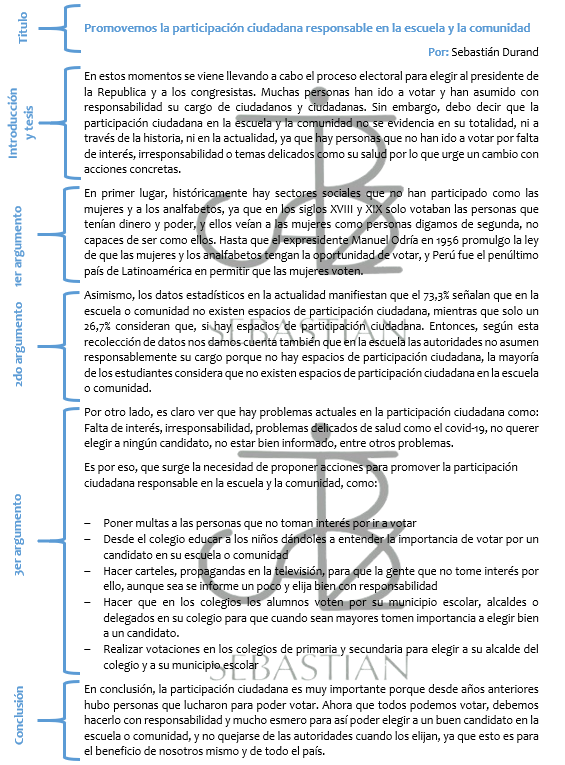 Título
Promovemos la participación ciudadana responsable en la escuela y la comunidad
Por: Sebastián Durand
Introducción
y tesis
En estos momentos se viene llevando a cabo el proceso electoral para elegir al presidente de
la Republica y a los congresistas. Muchas personas han ido a votar y han asumido con
responsabilidad su cargo de ciudadanos y ciudadanas. Sin embargo, debo decir que la
participación ciudadana en la escuela y la comunidad no se evidencia en su totalidad, ni a
través de la historia, ni en la actualidad, ya que hay personas que no han ido a votar por falta
de interés, irresponsabilidad o temas delicados como su salud por lo que urge un cambio con
acciones concretas.
1er argumento
En primer lugar, históricamente hay sectores sociales que no han participado como las
mujeres y a los analfabetos, ya que en los siglos XVIII y XIX solo votaban las personas que
tenían dinero y poder, y ellos veían a las mujeres como personas digamos de segunda, no
capaces de ser como ellos. Hasta que el expresidente Manuel Odría en 1956 promulgo la ley
de que las mujeres y los analfabetos tengan la oportunidad de votar, y Perú fue el penúltimo
país de Latinoamérica en permitir que las mujeres voten.
2do argumento
Asimismo, los datos estadísticos en la actualidad manifiestan que el 73,3% señalan que en la
escuela o comunidad no existen espacios de participación ciudadana, mientras que solo un
26,7% consideran que, si hay espacios de participación ciudadana. Entonces, según esta
recolección de datos nos damos cuenta también que en la escuela las autoridades no asumen
responsablemente su cargo porque no hay espacios de participación ciudadana, la mayoría
de los estudiantes considera que no existen espacios de participación ciudadana en la escuela
o comunidad.
SEBASTIAN
3er argumento
Por otro lado, es claro ver que hay problemas actuales en la participación ciudadana como:
Falta de interés, irresponsabilidad, problemas delicados de salud como el covid-19, no querer
elegir a ningún candidato, no estar bien informado, entre otros problemas.
Es por eso, que surge la necesidad de proponer acciones para promover la participación
ciudadana responsable en la escuela y la comunidad, como:
– Poner multas a las personas que no toman interés por ir a votar
– Desde el colegio educar a los niños dándoles a entender la importancia de votar por un
candidato en su escuela o comunidad
– Hacer carteles, propagandas en la televisión, para que la gente que no tome interés por
ello, aunque sea se informe un poco y elija bien con responsabilidad
– Hacer que en los colegios los alumnos voten por su municipio escolar, alcaldes o
delegados en su colegio para que cuando sean mayores tomen importancia a elegir bien
a un candidato.
– Realizar votaciones en los colegios de primaria y secundaria para elegir a su alcalde del
colegio y a su municipio escolar
SEBASTIAN
Conclusión
En conclusión, la participación ciudadana es muy importante porque desde años anteriores
hubo personas que lucharon para poder votar. Ahora que todos podemos votar, debemos
hacerlo con responsabilidad y mucho esmero para así poder elegir a un buen candidato en la
escuela o comunidad, y no quejarse de las autoridades cuando los elijan, ya que esto es para
el beneficio de nosotros mismo y de todo el país.